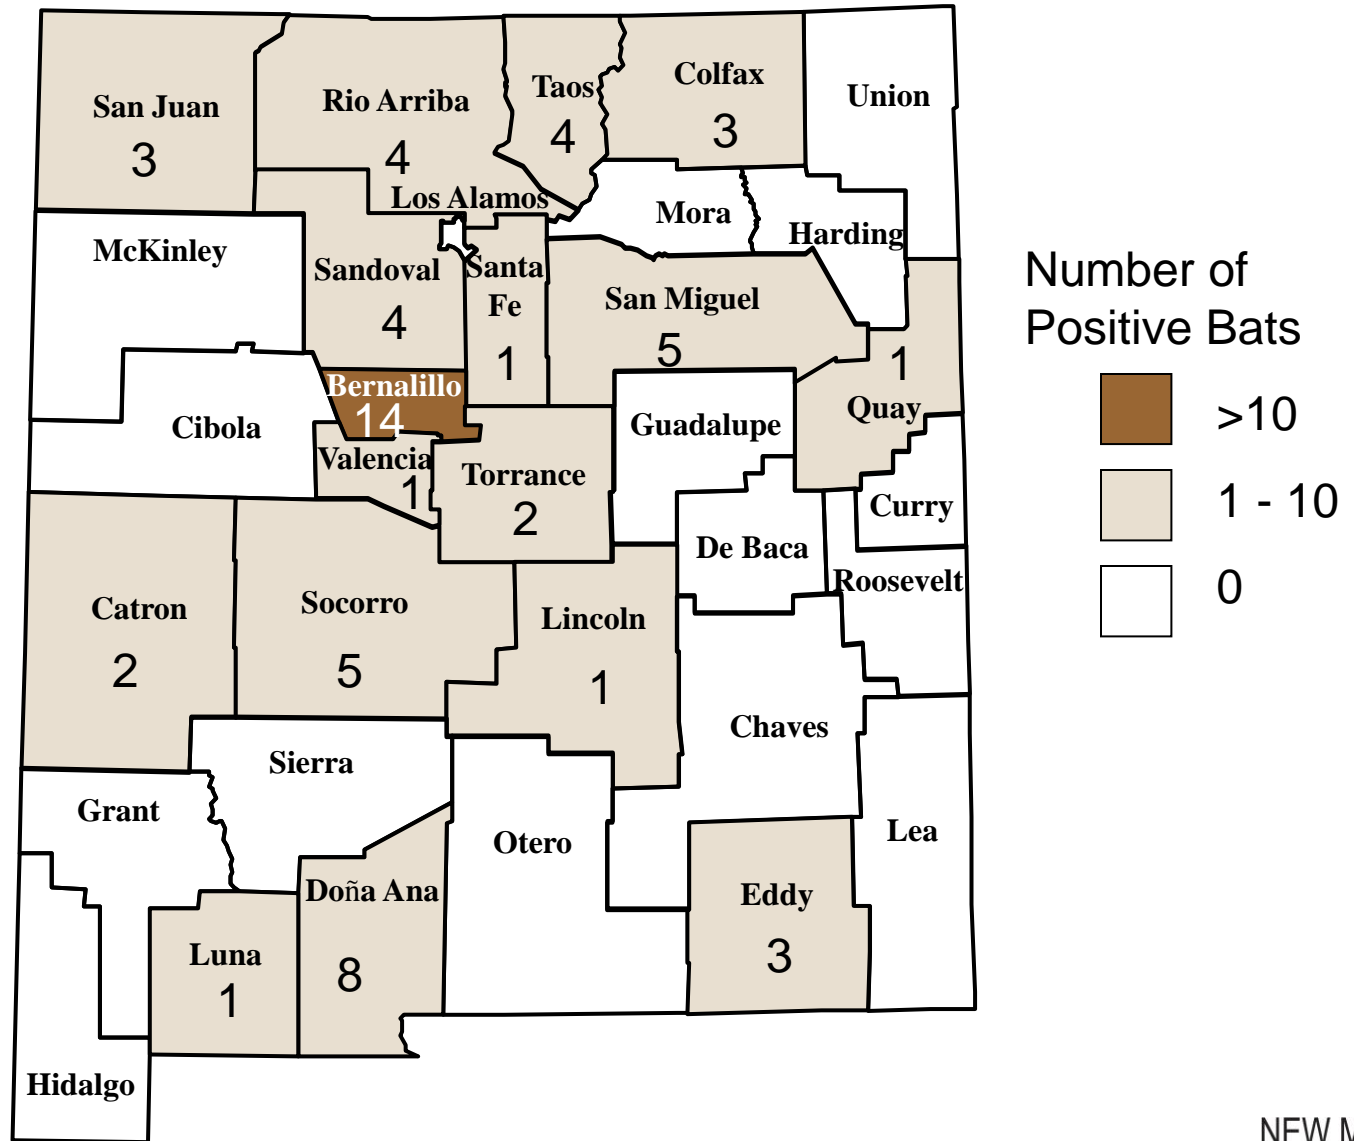 San Juan
3
Rio Arriba
4
Taos
4
Colfax
3
Union
Los Alamos
Mora
Harding
McKinley
Sandoval
4
Santa
Fe
1
San Miguel
5
1
Quay
Bernalillo
14
Cibola
Valencia
1
Torrance
2
Guadalupe
Curry
De Baca
Roosevelt
Catron
2
Socorro
5
Lincoln
1
Chaves
Sierra
Grant
Otero
Lea
Doña Ana
8
Eddy
3
Luna
1
Hidalgo
Number of
Positive Bats
>10
1 - 10
0
NEW M